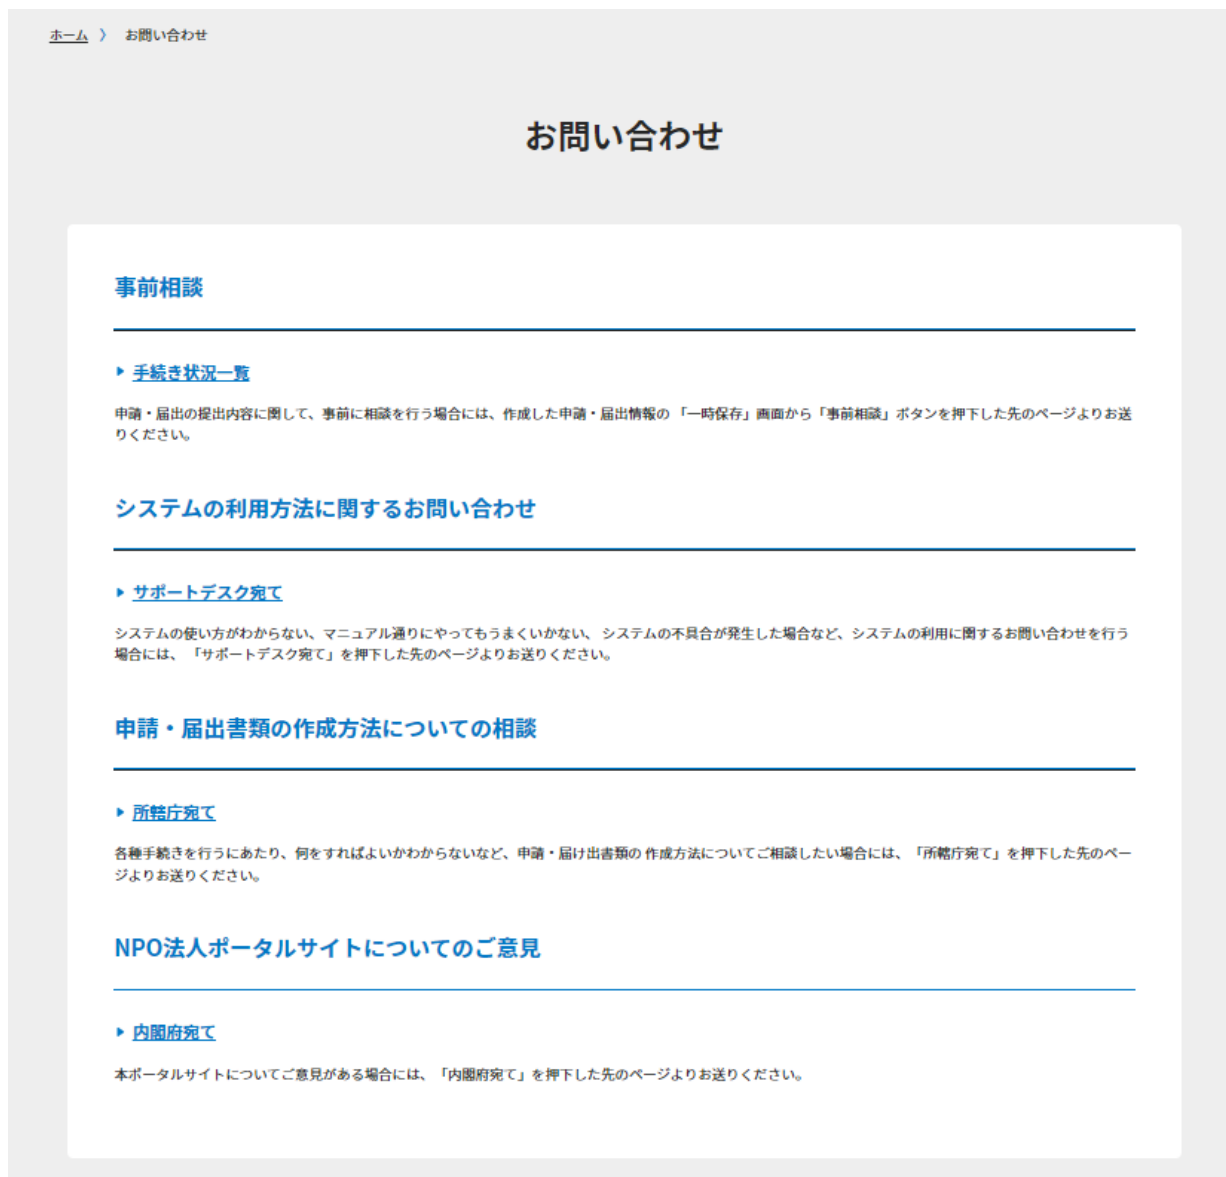 ホーム 〉 お問い合わせ
お問い合わせ
事前相談
手続き状況一覧
申請・届出の提出内容に関して、事前に相談を行う場合には、作成した申請・届出情報の 「一時保存」画面から「事前相談」ボタンを押下した先のページよりお送
りください。
システムの利用方法に関するお問い合わせ
サポートデスク宛て
システムの使い方がわからない、マニュアル通りにやってもうまくいかない、 システムの不具合が発生した場合など、システムの利用に関するお問い合わせを行う
場合には、 「サポートデスク宛て」を押下した先のページよりお送りください。
申請・届出書類の作成方法についての相談
所轄庁宛て
各種手続きを行うにあたり、何をすればよいかわからないなど、申請・届け出書類の 作成方法についてご相談したい場合には、「所轄庁宛て」を押下した先のペー
ジよりお送りください。
NPO法人ポータルサイトについてのご意見
内閣府宛て
本ポータルサイトについてご意見がある場合には、「内閣府宛て」を押下した先のページよりお送りください。